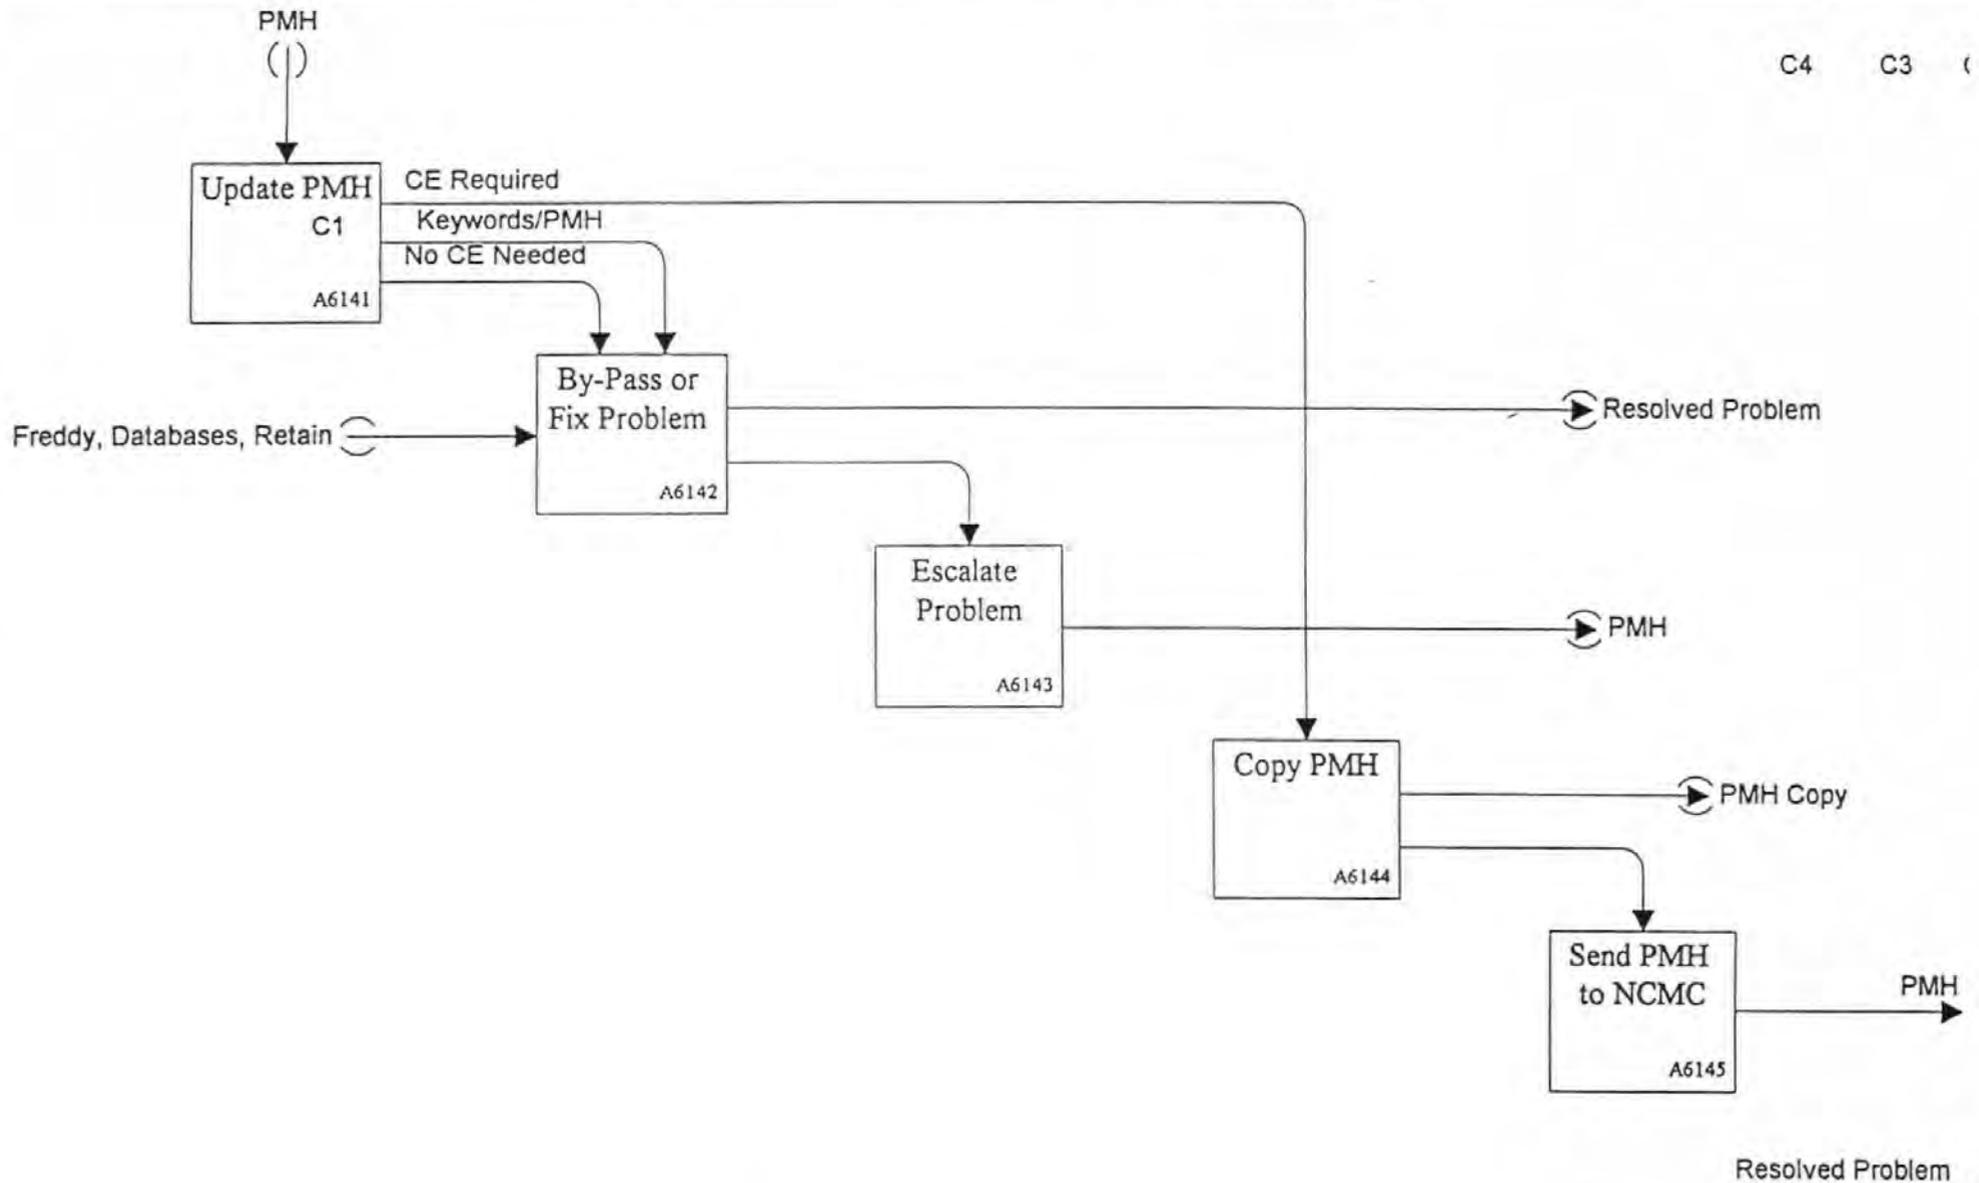 PMH
C4 C3
Update PMH
C1
A6141
CE Required
Keywords/PMH
No CE Needed
By-Pass or
Fix Problem
A6142
Freddy, Databases, Retain
Resolved Problem
Escalate
Problem
A6143
PMH
Copy PMH
A6144
PMH Copy
Send PMH
to NCMC
A6145
PMH
Resolved Problem